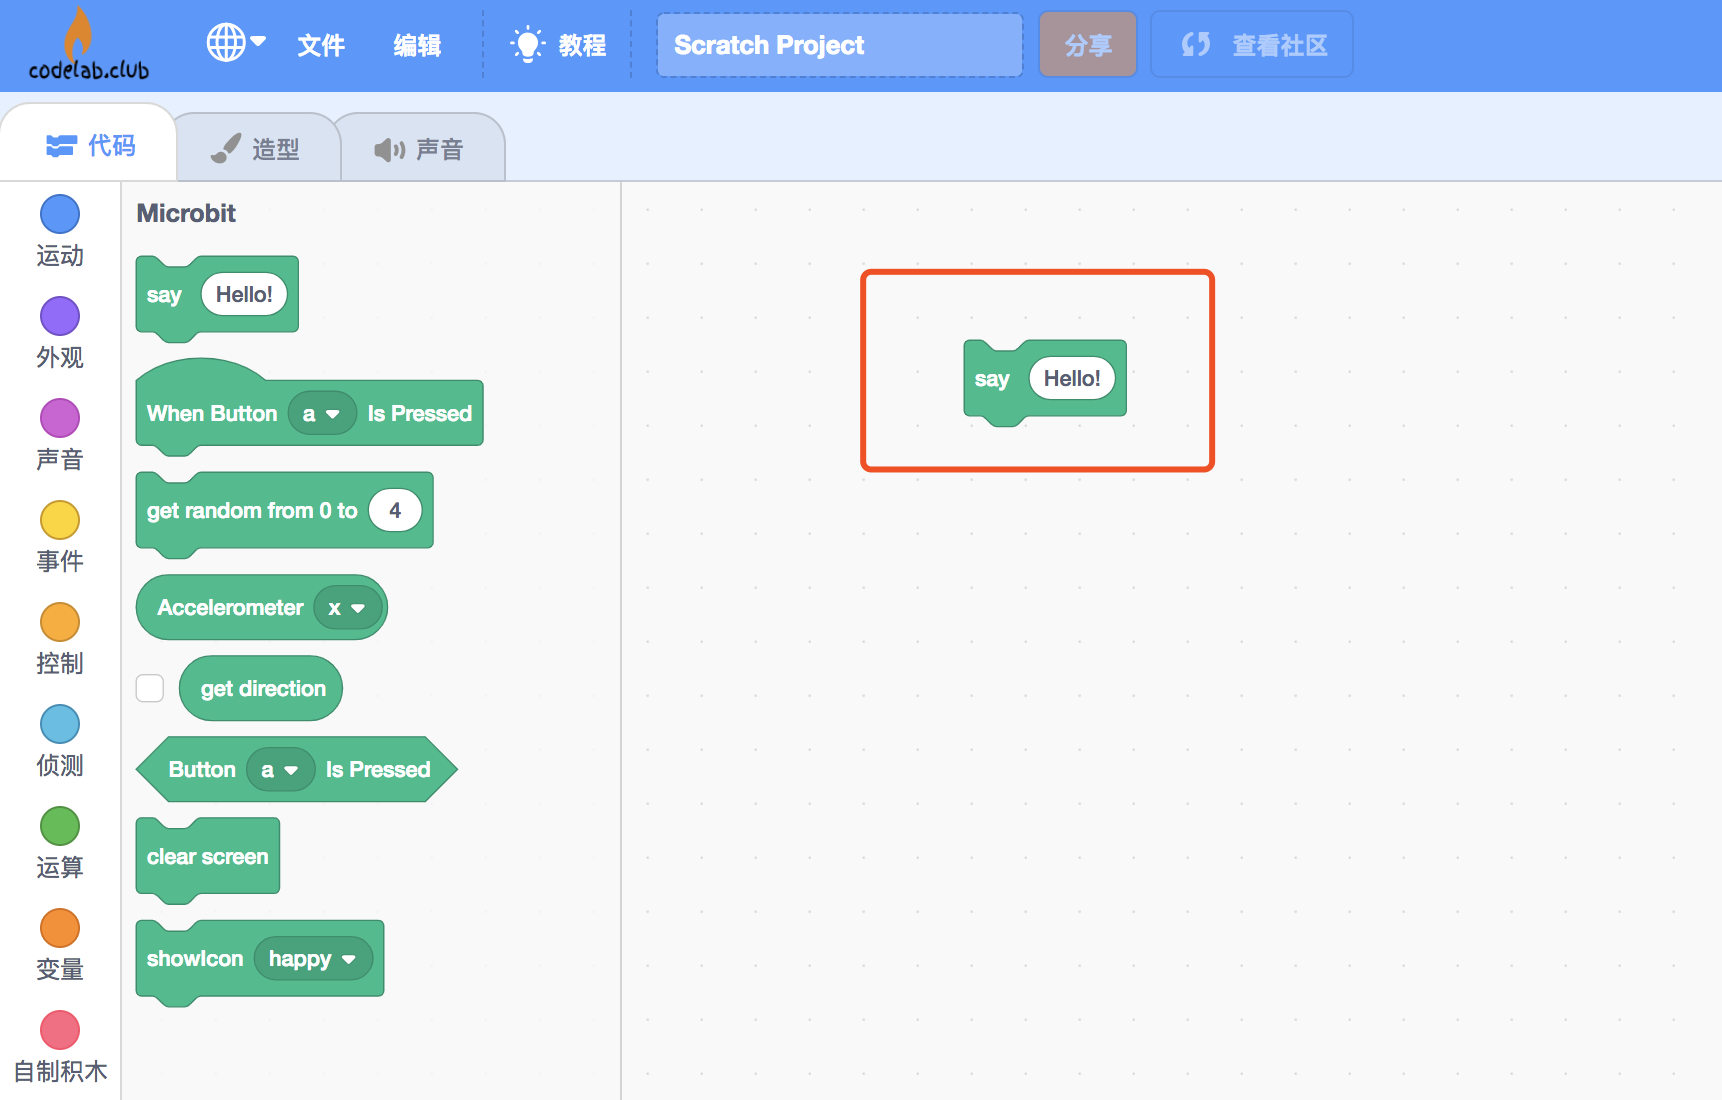 codelab.club
文件
编辑
教程
Scratch Project
分享
查看社区
代码
造型
声音
运动
外观
声音
事件
控制
侦测
运算
变量
自制积木
Microbit
say Hello!
When Button a Is Pressed
get random from 0 to 4
Accelerometer x
get direction
Button a Is Pressed
clear screen
showIcon happy
say Hello!